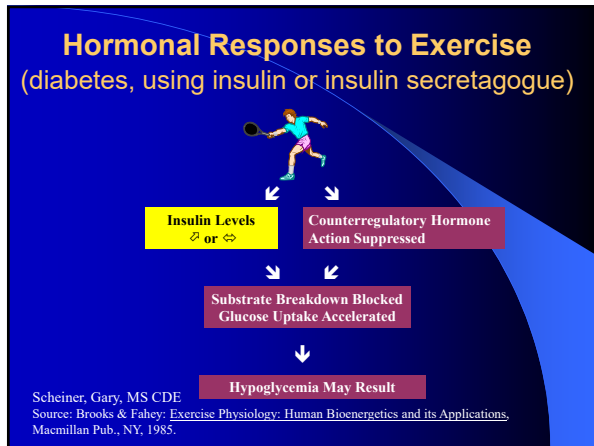 Hormonal Responses to Exercise
(diabetes, using insulin or insulin secretagogue)
Insulin Levels
⬀ or ⬄
Counterregulatory Hormone
Action Suppressed
Substrate Breakdown Blocked
Glucose Uptake Accelerated
Hypoglycemia May Result
Scheiner, Gary, MS CDE
Source: Brooks & Fahey: Exercise Physiology: Human Bioenergetics and its Applications,
Macmillan Pub., NY, 1985.